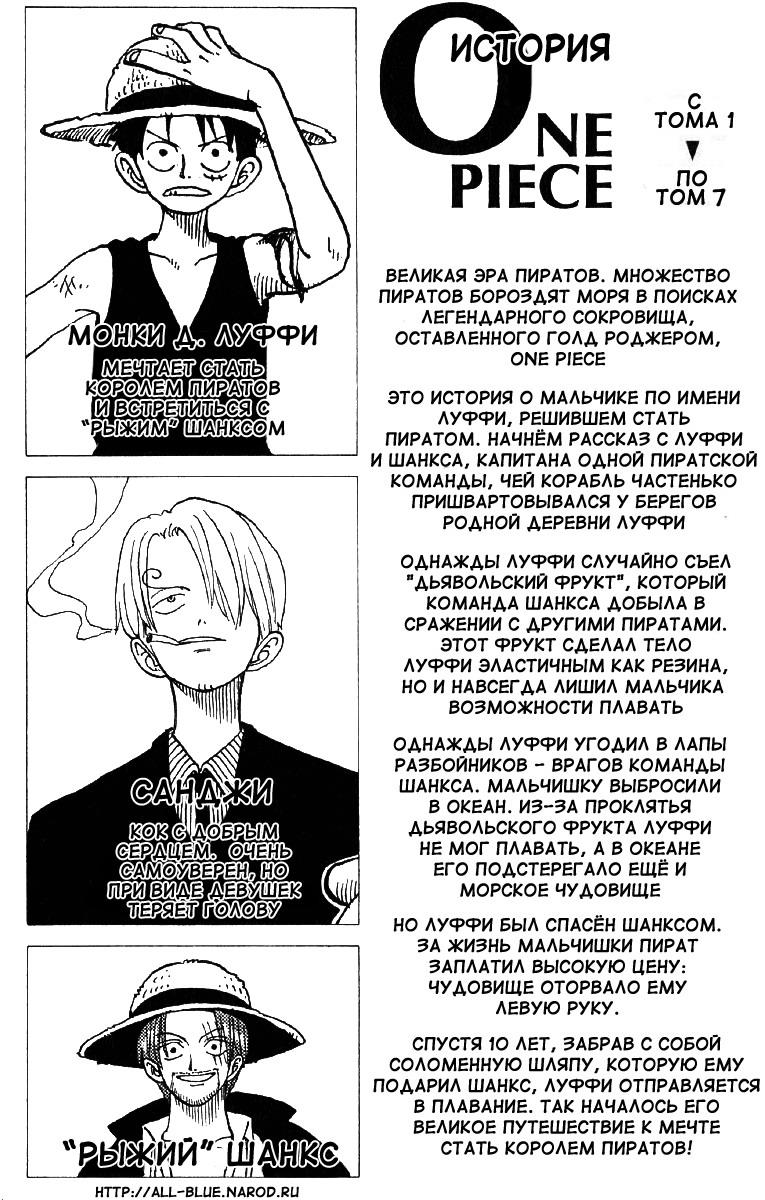 ИСТОРИЯ
ONE
PIECE
С
ТОМА 1
▼
ПО
ТОМ 7
МОНКИ Д. ЛУФФИ
МЕЧТАЕТ СТАТЬ
КОРОЛЕМ ПИРАТОВ
И ВСТРЕТИТЬСЯ С
"РЫЖИМ" ШАНКСОМ
САНДЖИ
КОК С ДОБРЫМ
СЕРДЦЕМ. ОЧЕНЬ
САМОУВЕРЕН, НО
ПРИ ВИДЕ ДЕВУШЕК
ТЕРЯЕТ ГОЛОВУ
"РЫЖИЙ" ШАНКС
ВЕЛИКАЯ ЭРА ПИРАТОВ. МНОЖЕСТВО
ПИРАТОВ БОРОЗДЯТ МОРЯ В ПОИСКАХ
ЛЕГЕНДАРНОГО СОКРОВИЩА,
ОСТАВЛЕННОГО ГОЛД РОДЖЕРОМ,
ONE PIECE
ЭТО ИСТОРИЯ О МАЛЬЧИКЕ ПО ИМЕНИ
ЛУФФИ, РЕШИВШЕМ СТАТЬ
ПИРАТОМ. НАЧНЁМ РАССКАЗ С ЛУФФИ
И ШАНКСА, КАПИТАНА ОДНОЙ ПИРАТСКОЙ
КОМАНДЫ, ЧЕЙ КОРАБЛЬ ЧАСТЕНЬКО
ПРИШВАРТОВЫВАЛСЯ У БЕРЕГОВ
РОДНОЙ ДЕРЕВНИ ЛУФФИ
ОДНАЖДЫ ЛУФФИ СЛУЧАЙНО СЪЕЛ
"ДЬЯВОЛЬСКИЙ ФРУКТ", КОТОРЫЙ
КОМАНДА ШАНКСА ДОБЫЛА В
СРАЖЕНИИ С ДРУГИМИ ПИРАТАМИ.
ЭТОТ ФРУКТ СДЕЛАЛ ТЕЛО
ЛУФФИ ЭЛАСТИЧНЫМ КАК РЕЗИНА,
НО И НАВСЕГДА ЛИШИЛ МАЛЬЧИКА
ВОЗМОЖНОСТИ ПЛАВАТЬ
ОДНАЖДЫ ЛУФФИ УГОДИЛ В ЛАПЫ
РАЗБОЙНИКОВ - ВРАГОВ КОМАНДЫ
ШАНКСА. МАЛЬЧИШКУ ВЫБРОСИЛИ
В ОКЕАН. ИЗ-ЗА ПРОКЛЯТЬЯ
ДЬЯВОЛЬСКОГО ФРУКТА ЛУФФИ
НЕ МОГ ПЛАВАТЬ, А В ОКЕАНЕ
ЕГО ПОДСТЕРЕГАЛО ЕЩЁ И
МОРСКОЕ ЧУДОВИЩЕ
НО ЛУФФИ БЫЛ СПАСЁН ШАНКСОМ.
ЗА ЖИЗНЬ МАЛЬЧИШКИ ПИРАТ
ЗАПЛАТИЛ ВЫСОКУЮ ЦЕНУ:
ЧУДОВИЩЕ ОТОРВАЛО ЕМУ
ЛЕВУЮ РУКУ.
СПУСТЯ 10 ЛЕТ, ЗАБРАВ С СОБОЙ
СОЛОМЕННУЮ ШЛЯПУ, КОТОРУЮ ЕМУ
ПОДАРИЛ ШАНКС, ЛУФФИ ОТПРАВЛЯЕТСЯ
В ПЛАВАНИЕ. ТАК НАЧАЛОСЬ ЕГО
ВЕЛИКОЕ ПУТЕШЕСТВИЕ К МЕЧТЕ
СТАТЬ КОРОЛЕМ ПИРАТОВ!
HTTP://ALL-BLUE.NAROD.RU